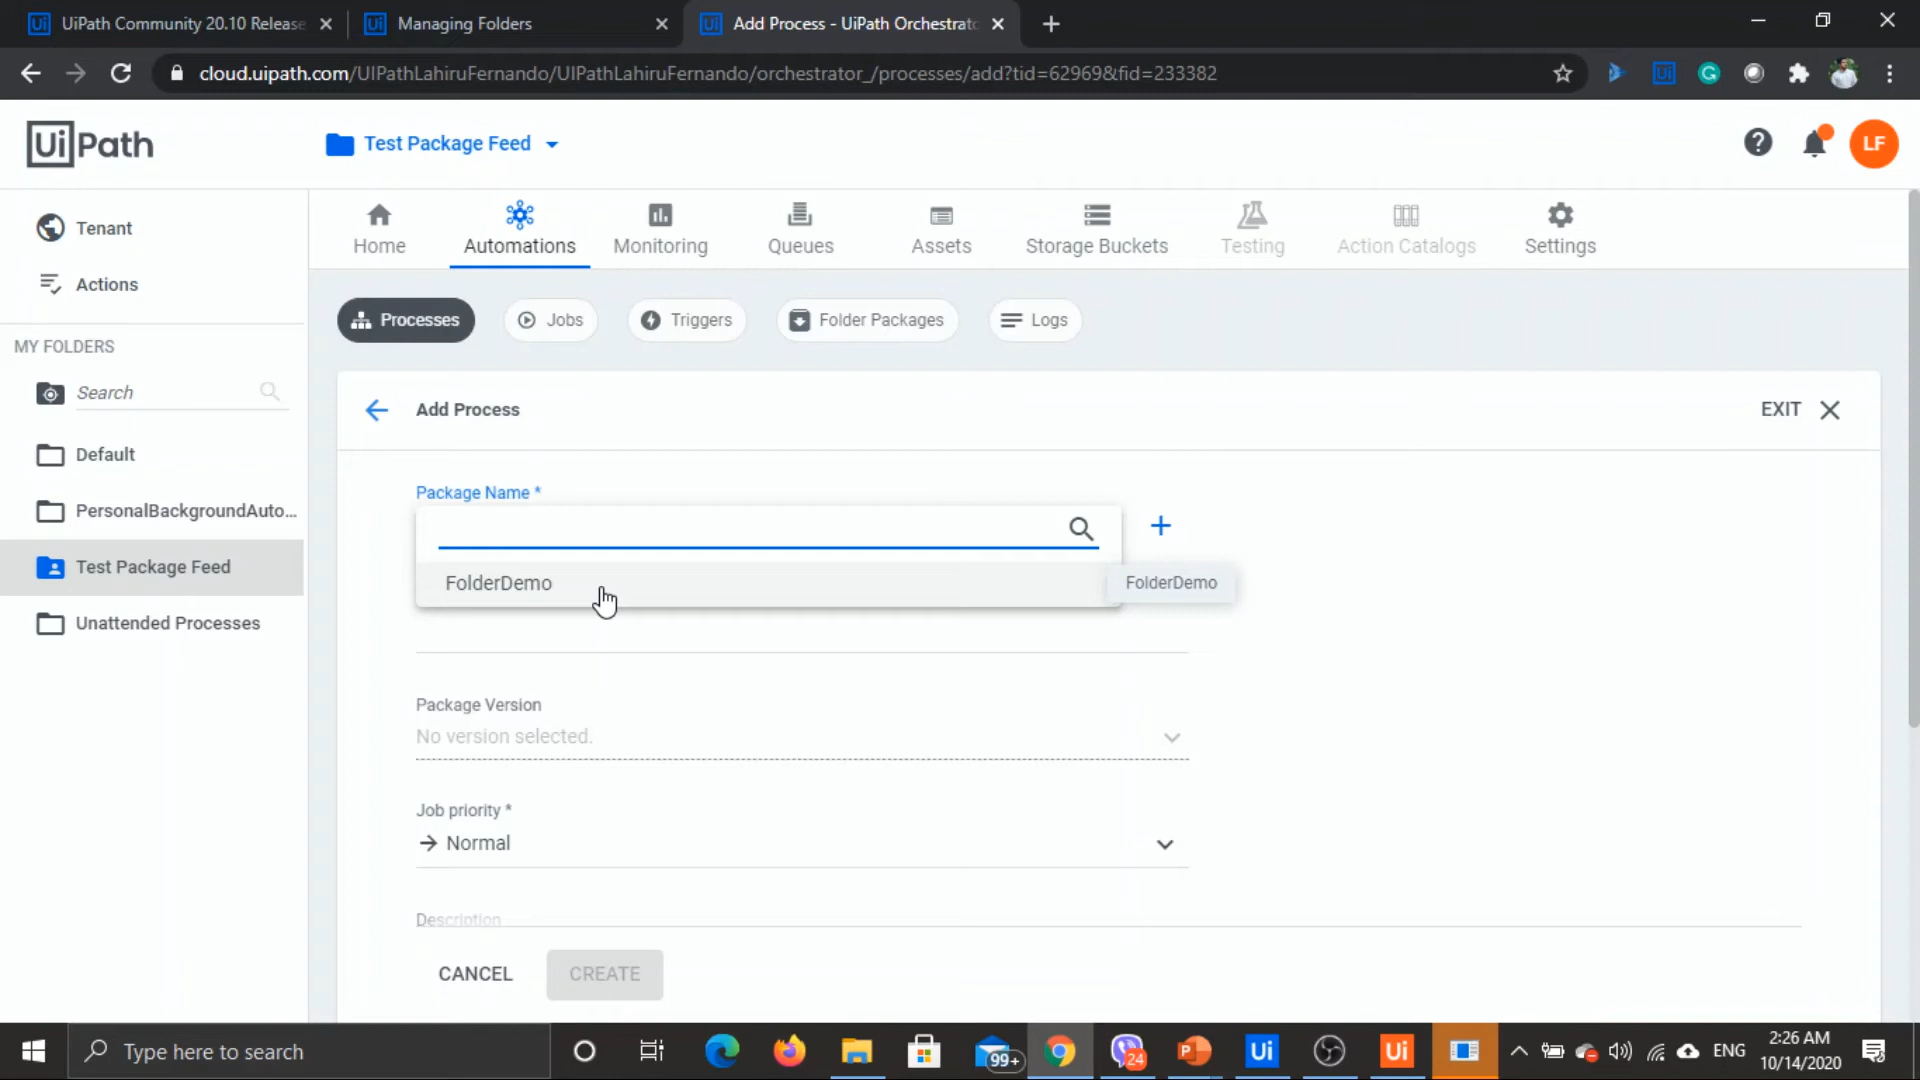 UiPath Community 20.10 Release
Managing Folders
Add Process - UiPath Orchestrato
cloud.uipath.com/UIPathLahiruFernando/UIPathLahiruFernando/orchestrator_/processes/add?tid=62969&fid=233382
UiPath
Test Package Feed
LF
Tenant
Actions
MY FOLDERS
Search
Default
PersonalBackgroundAuto...
Test Package Feed
Unattended Processes
Home
Automations
Monitoring
Queues
Assets
Storage Buckets
Testing
Action Catalogs
Settings
Processes
Jobs
Triggers
Folder Packages
Logs
Add Process
EXIT
Package Name *
FolderDemo
FolderDemo
Package Version
No version selected.
Job priority *
Normal
Description
CANCEL
CREATE
Type here to search
99+
24
Ui
Ui
ENG
2:26 AM
10/14/2020